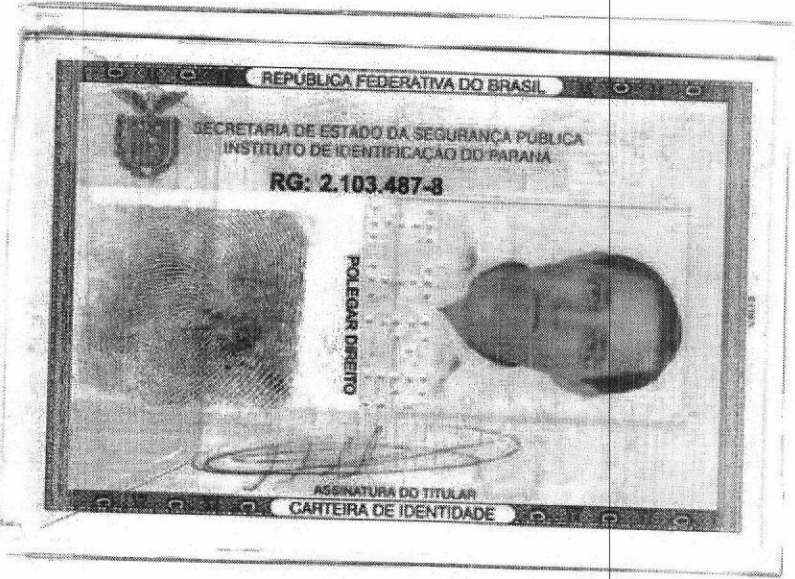 REPÚBLICA FEDERATIVA DO BRASIL
SECRETARIA DE ESTADO DA SEGURANÇA PÚBLICA
INSTITUTO DE IDENTIFICAÇÃO DO PARANÁ
RG: 2.103.487-8
POLEGAR DIREITO
ASSINATURA DO TITULAR
CARTEIRA DE IDENTIDADE